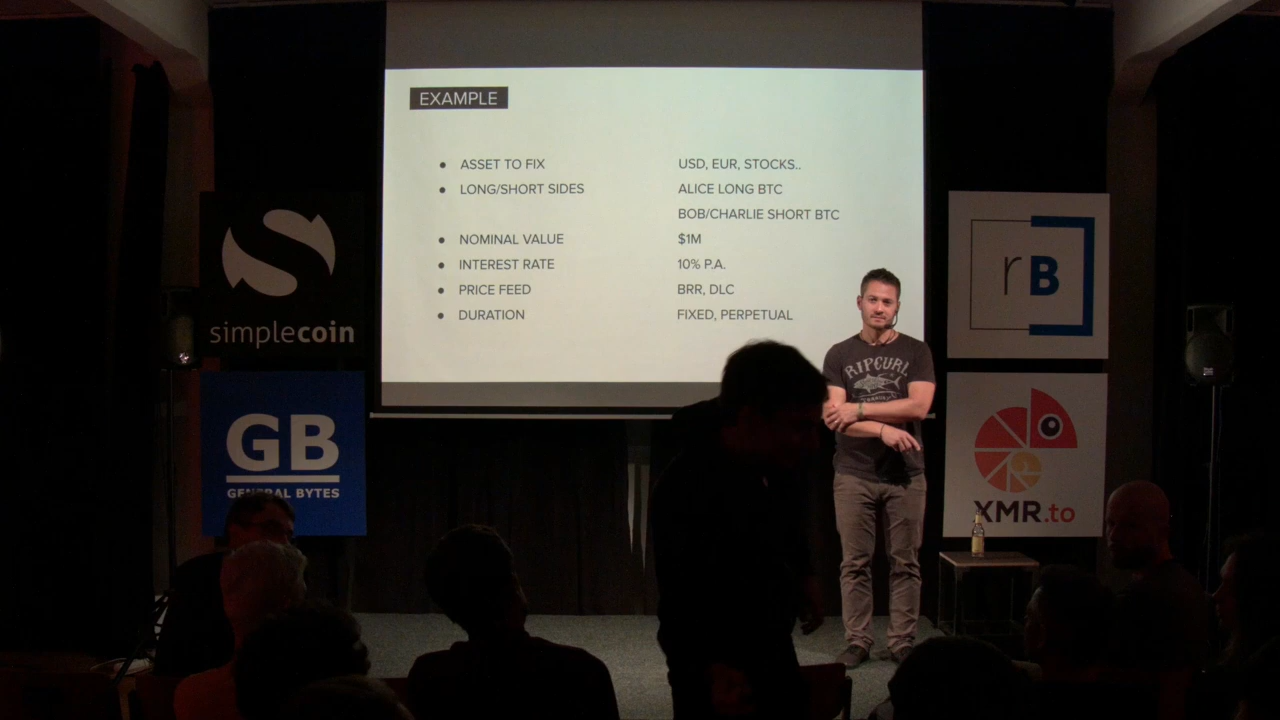 EXAMPLE
● ASSET TO FIX USD, EUR, STOCKS..
● LONG/SHORT SIDES ALICE LONG BTC
BOB/CHARLIE SHORT BTC
● NOMINAL VALUE $1M
● INTEREST RATE 10% P.A.
● PRICE FEED BRR, DLC
● DURATION FIXED, PERPETUAL
simplecoin
GB
GENERAL BYTES
rB
XMR.to
RIPCURL